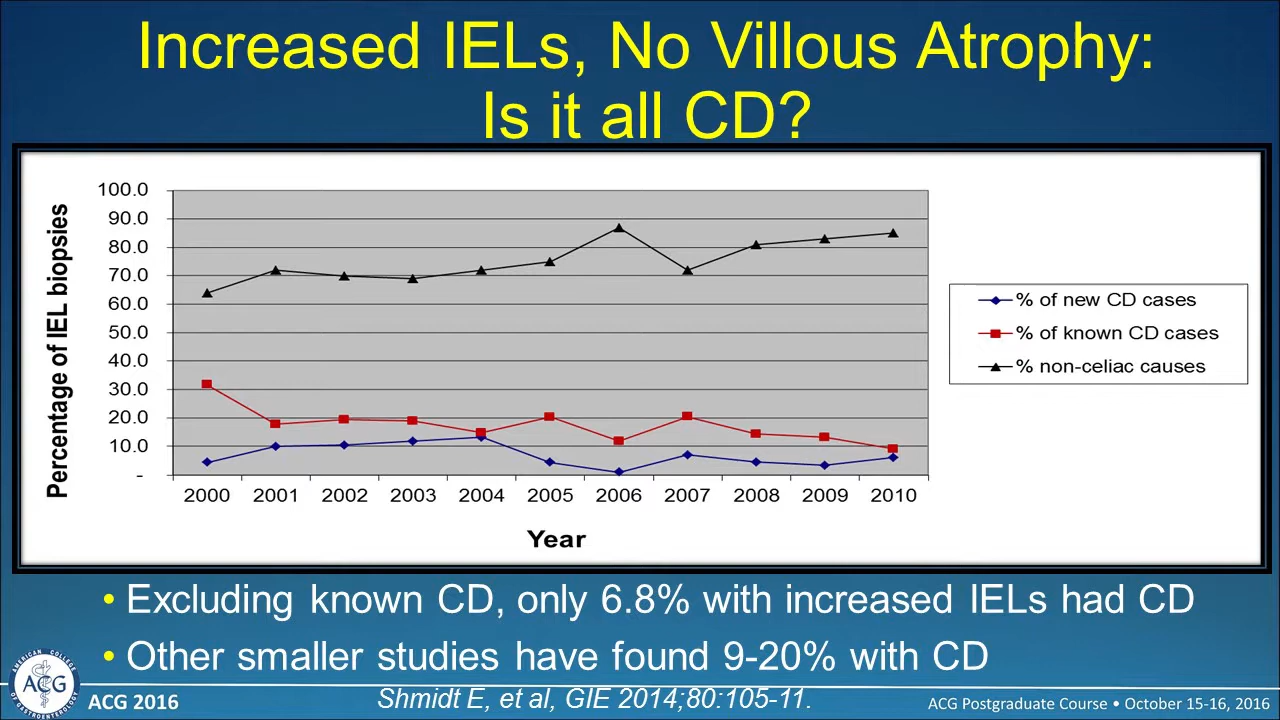 Increased IELs, No Villous Atrophy:
Is it all CD?
Percentage of IEL biopsies
100.0
90.0
80.0
70.0
60.0
50.0
40.0
30.0
20.0
10.0
-
2000 2001 2002 2003 2004 2005 2006 2007 2008 2009 2010
Year
% of new CD cases
% of known CD cases
% non-celiac causes
• Excluding known CD, only 6.8% with increased IELs had CD
• Other smaller studies have found 9-20% with CD
Shmidt E, et al, GIE 2014;80:105-11.
AMERICAN COLLEGE
OF GASTROENTEROLOGY
ACG
ACG 2016
ACG Postgraduate Course • October 15-16, 2016